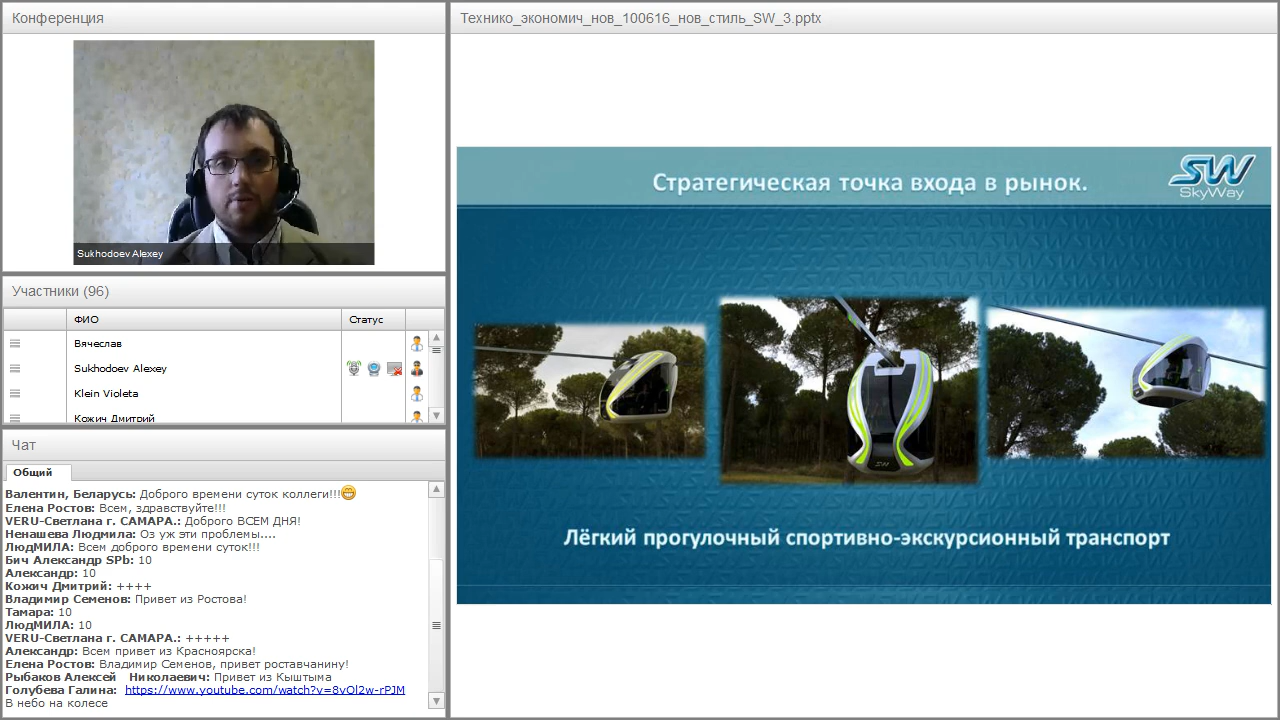 Конференция
Sukhodoev Alexey
Участники (96)
ФИО
Статус
Вячеслав
Sukhodoev Alexey
Klein Violeta
Кожич Дмитрий
Чат
Общий
Валентин, Беларусь: Доброго времени суток коллеги!!!
Елена Ростов: Всем, здравствуйте!!!
VERU-Светлана г. САМАРА.: Доброго ВСЕМ ДНЯ!
Ненашева Людмила: Оз уж эти проблемы....
ЛюдМИЛА: Всем доброго времени суток!!!
Бич Александр SPb: 10
Александр: 10
Кожич Дмитрий: ++++
Владимир Семенов: Привет из Ростова!
Тамара: 10
ЛюдМИЛА: 10
VERU-Светлана г. САМАРА.: +++++
Александр: Всем привет из Красноярска!
Елена Ростов: Владимир Семенов, привет роставчанину!
Рыбаков Алексей Николаевич: Привет из Кыштыма
Голубева Галина: https://www.youtube.com/watch?v=8vOl2w-rPJM
В небо на колесе
Технико_экономич_нов_100616_нов_стиль_SW_3.pptx
Стратегическая точка входа в рынок.
SW
SkyWay
SW
Лёгкий прогулочный спортивно-экскурсионный транспорт